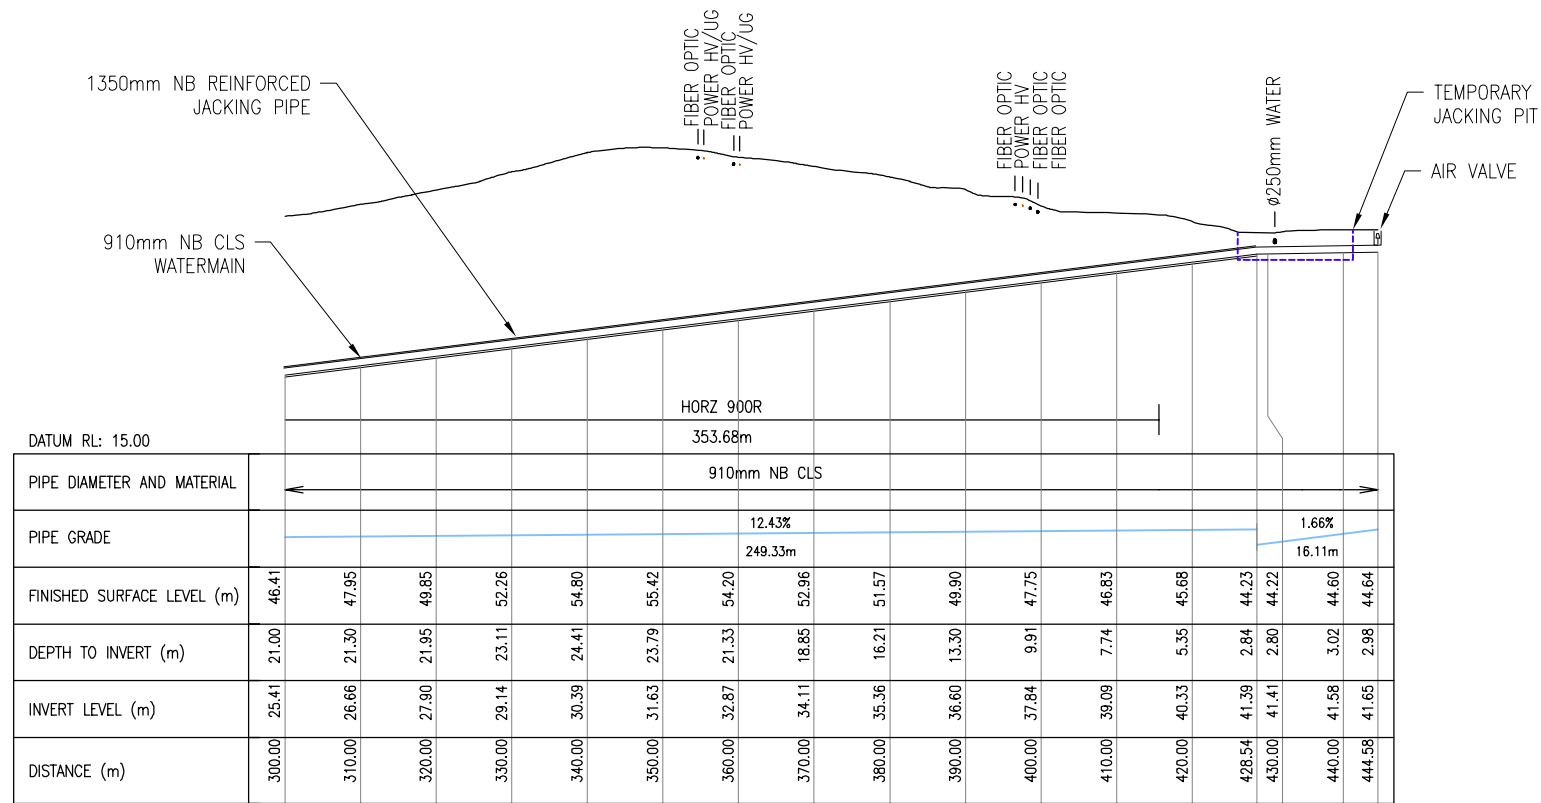 FIBER OPTIC
POWER HV/UG
FIBER OPTIC
POWER HV/UG
1350mm NB REINFORCED
JACKING PIPE
FIBER OPTIC
POWER HV
FIBER OPTIC
FIBER OPTIC
ø250mm WATER
TEMPORARY
JACKING PIT
AIR VALVE
910mm NB CLS
WATERMAIN
HORZ 900R
353.68m
DATUM RL: 15.00
PIPE DIAMETER AND MATERIAL
910mm NB CLS
PIPE GRADE
12.43%
249.33m
1.66%
16.11m
FINISHED SURFACE LEVEL (m) 46.41 47.95 49.85 52.26 54.80 55.42 54.20 52.96 51.57 49.90 47.75 46.83 45.68 44.23 44.22 44.60 44.64
DEPTH TO INVERT (m) 21.00 21.30 21.95 23.11 24.41 23.79 21.33 18.85 16.21 13.30 9.91 7.74 5.35 2.84 2.80 3.02 2.98
INVERT LEVEL (m) 25.41 26.66 27.90 29.14 30.39 31.63 32.87 34.11 35.36 36.60 37.84 39.09 40.33 41.39 41.41 41.58 41.65
DISTANCE (m) 300.00 310.00 320.00 330.00 340.00 350.00 360.00 370.00 380.00 390.00 400.00 410.00 420.00 428.54 430.00 440.00 444.58